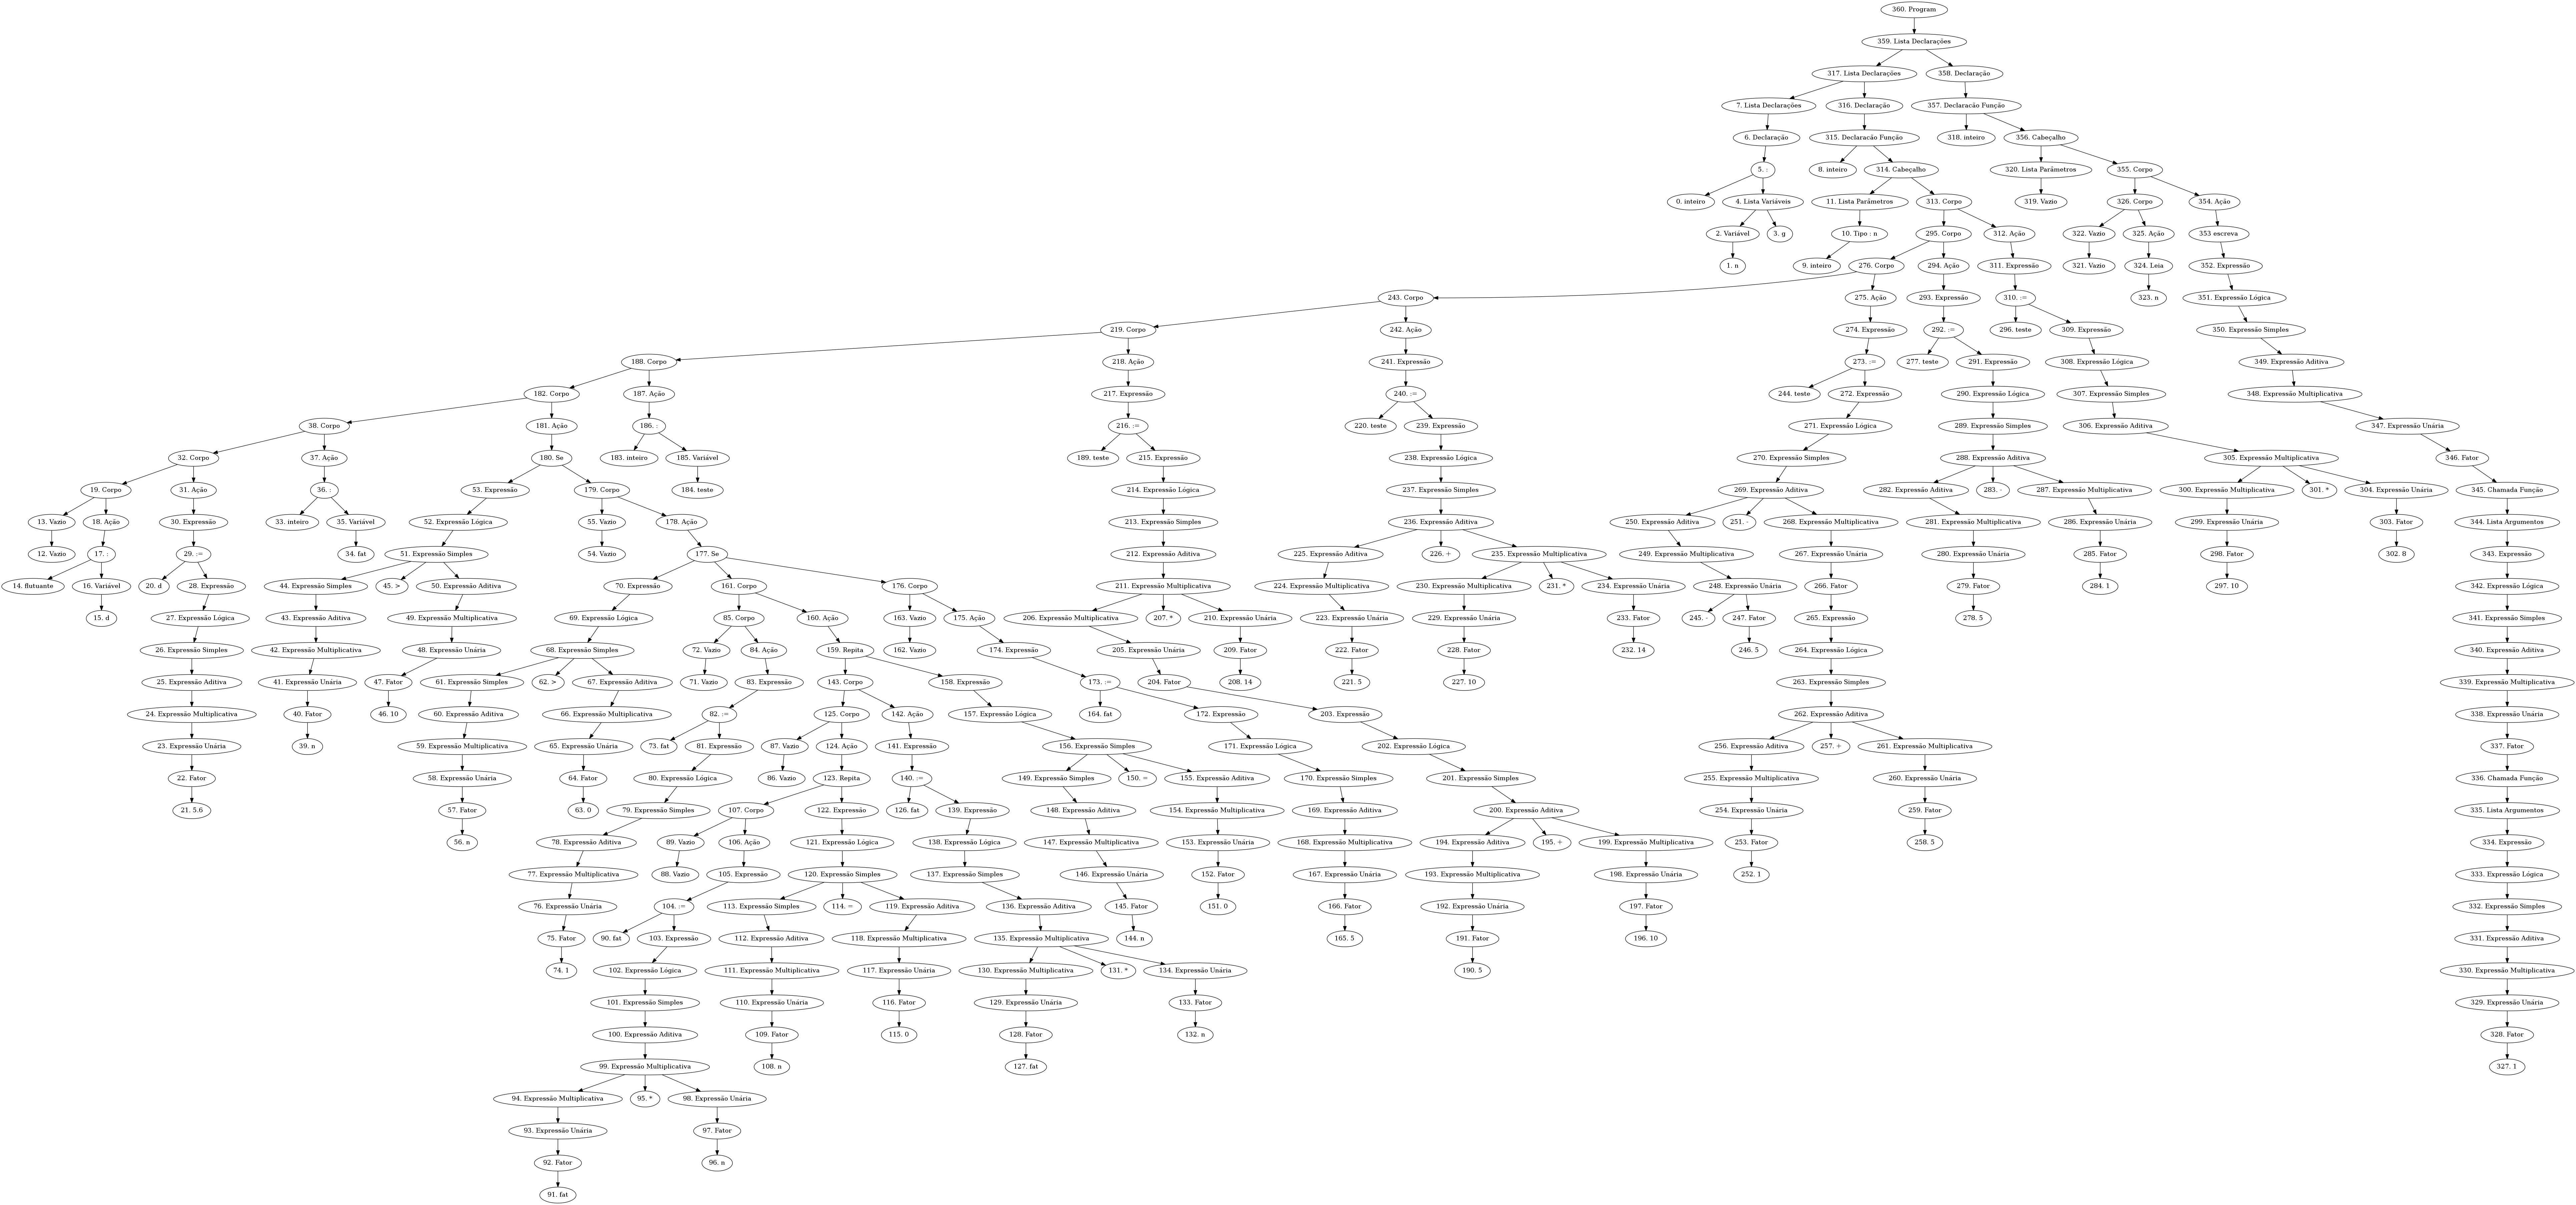 360. Program
359. Lista Declarações
317. Lista Declarações
358. Declaração
7. Lista Declarações
316. Declaração
357. Declaracão Função
6. Declaração
315. Declaracão Função
318. inteiro
356. Cabeçalho
5. :
8. inteiro
314. Cabeçalho
320. Lista Parâmetros
355. Corpo
0. inteiro
4. Lista Variáveis
11. Lista Parâmetros
313. Corpo
319. Vazio
326. Corpo
354. Ação
2. Variável
3. g
10. Tipo : n
295. Corpo
312. Ação
322. Vazio
325. Ação
353 escreva
1. n
9. inteiro
276. Corpo
294. Ação
311. Expressão
321. Vazio
324. Leia
352. Expressão
243. Corpo
275. Ação
293. Expressão
310. :=
323. n
351. Expressão Lógica
219. Corpo
242. Ação
274. Expressão
292. :=
296. teste
309. Expressão
350. Expressão Simples
188. Corpo
218. Ação
241. Expressão
273. :=
277. teste
291. Expressão
308. Expressão Lógica
349. Expressão Aditiva
182. Corpo
187. Ação
217. Expressão
240. :=
244. teste
272. Expressão
290. Expressão Lógica
307. Expressão Simples
348. Expressão Multiplicativa
38. Corpo
181. Ação
186. :
216. :=
220. teste
239. Expressão
271. Expressão Lógica
289. Expressão Simples
306. Expressão Aditiva
347. Expressão Unária
32. Corpo
37. Ação
180. Se
183. inteiro
185. Variável
189. teste
215. Expressão
238. Expressão Lógica
270. Expressão Simples
288. Expressão Aditiva
305. Expressão Multiplicativa
346. Fator
19. Corpo
31. Ação
36. :
53. Expressão
179. Corpo
184. teste
214. Expressão Lógica
237. Expressão Simples
269. Expressão Aditiva
282. Expressão Aditiva
283. -
287. Expressão Multiplicativa
300. Expressão Multiplicativa
301. *
304. Expressão Unária
345. Chamada Função
13. Vazio
18. Ação
30. Expressão
33. inteiro
35. Variável
52. Expressão Lógica
55. Vazio
178. Ação
213. Expressão Simples
236. Expressão Aditiva
250. Expressão Aditiva
251. -
268. Expressão Multiplicativa
281. Expressão Multiplicativa
286. Expressão Unária
299. Expressão Unária
303. Fator
344. Lista Argumentos
12. Vazio
17. :
29. :=
34. fat
51. Expressão Simples
54. Vazio
177. Se
212. Expressão Aditiva
225. Expressão Aditiva
226. +
235. Expressão Multiplicativa
249. Expressão Multiplicativa
267. Expressão Unária
280. Expressão Unária
285. Fator
298. Fator
302. 8
343. Expressão
14. flutuante
16. Variável
20. d
28. Expressão
44. Expressão Simples
45. >
50. Expressão Aditiva
70. Expressão
161. Corpo
176. Corpo
211. Expressão Multiplicativa
224. Expressão Multiplicativa
230. Expressão Multiplicativa
231. *
234. Expressão Unária
248. Expressão Unária
266. Fator
279. Fator
284. 1
297. 10
342. Expressão Lógica
15. d
27. Expressão Lógica
43. Expressão Aditiva
49. Expressão Multiplicativa
69. Expressão Lógica
85. Corpo
160. Ação
163. Vazio
175. Ação
206. Expressão Multiplicativa
207. *
210. Expressão Unária
223. Expressão Unária
229. Expressão Unária
233. Fator
245. -
247. Fator
265. Expressão
278. 5
341. Expressão Simples
26. Expressão Simples
42. Expressão Multiplicativa
48. Expressão Unária
68. Expressão Simples
72. Vazio
84. Ação
159. Repita
162. Vazio
174. Expressão
205. Expressão Unária
209. Fator
222. Fator
228. Fator
232. 14
246. 5
264. Expressão Lógica
340. Expressão Aditiva
25. Expressão Aditiva
41. Expressão Unária
47. Fator
61. Expressão Simples
62. >
67. Expressão Aditiva
71. Vazio
83. Expressão
143. Corpo
158. Expressão
173. :=
204. Fator
208. 14
221. 5
227. 10
263. Expressão Simples
339. Expressão Multiplicativa
24. Expressão Multiplicativa
40. Fator
46. 10
60. Expressão Aditiva
66. Expressão Multiplicativa
82. :=
125. Corpo
142. Ação
157. Expressão Lógica
164. fat
172. Expressão
203. Expressão
262. Expressão Aditiva
338. Expressão Unária
23. Expressão Unária
39. n
59. Expressão Multiplicativa
65. Expressão Unária
73. fat
81. Expressão
87. Vazio
124. Ação
141. Expressão
156. Expressão Simples
171. Expressão Lógica
202. Expressão Lógica
256. Expressão Aditiva
257. +
261. Expressão Multiplicativa
337. Fator
22. Fator
58. Expressão Unária
64. Fator
80. Expressão Lógica
86. Vazio
123. Repita
140. :=
149. Expressão Simples
150. =
155. Expressão Aditiva
170. Expressão Simples
201. Expressão Simples
255. Expressão Multiplicativa
260. Expressão Unária
336. Chamada Função
21. 5.6
57. Fator
63. 0
79. Expressão Simples
107. Corpo
122. Expressão
126. fat
139. Expressão
148. Expressão Aditiva
154. Expressão Multiplicativa
169. Expressão Aditiva
200. Expressão Aditiva
254. Expressão Unária
259. Fator
335. Lista Argumentos
56. n
78. Expressão Aditiva
89. Vazio
106. Ação
121. Expressão Lógica
138. Expressão Lógica
147. Expressão Multiplicativa
153. Expressão Unária
168. Expressão Multiplicativa
194. Expressão Aditiva
195. +
199. Expressão Multiplicativa
253. Fator
258. 5
334. Expressão
77. Expressão Multiplicativa
88. Vazio
105. Expressão
120. Expressão Simples
137. Expressão Simples
146. Expressão Unária
152. Fator
167. Expressão Unária
193. Expressão Multiplicativa
198. Expressão Unária
252. 1
333. Expressão Lógica
76. Expressão Unária
104. :=
113. Expressão Simples
114. =
119. Expressão Aditiva
136. Expressão Aditiva
145. Fator
151. 0
166. Fator
192. Expressão Unária
197. Fator
332. Expressão Simples
75. Fator
90. fat
103. Expressão
112. Expressão Aditiva
118. Expressão Multiplicativa
135. Expressão Multiplicativa
144. n
165. 5
191. Fator
196. 10
331. Expressão Aditiva
74. 1
102. Expressão Lógica
111. Expressão Multiplicativa
117. Expressão Unária
130. Expressão Multiplicativa
131. *
134. Expressão Unária
190. 5
330. Expressão Multiplicativa
101. Expressão Simples
110. Expressão Unária
116. Fator
129. Expressão Unária
133. Fator
329. Expressão Unária
100. Expressão Aditiva
109. Fator
115. 0
128. Fator
132. n
328. Fator
99. Expressão Multiplicativa
108. n
127. fat
327. 1
94. Expressão Multiplicativa
95. *
98. Expressão Unária
93. Expressão Unária
97. Fator
92. Fator
96. n
91. fat